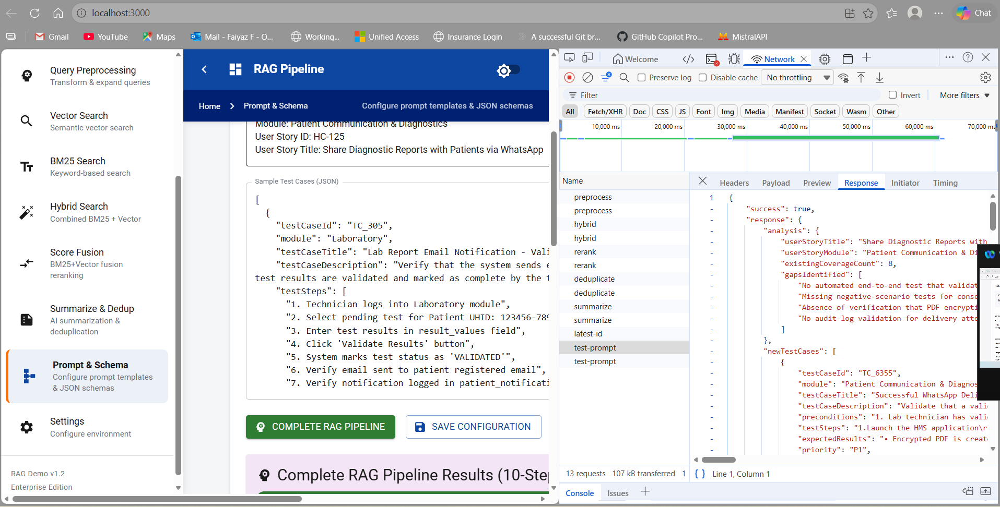 localhost:3000
Chat
Gmail
YouTube
Maps
Mail - Faiyaz F - O...
Working...
Unified Access
Insurance Login
A successful Git br...
GitHub Copilot Pro...
MistralAPI
Query Preprocessing
Transform & expand queries
Vector Search
Semantic vector search
BM25 Search
Keyword-based search
Hybrid Search
Combined BM25 + Vector
Score Fusion
BM25+Vector fusion
reranking
Summarize & Dedup
AI summarization &
deduplication
Prompt & Schema
Configure prompt templates
& JSON schemas
Settings
Configure environment
RAG Demo v1.2
Enterprise Edition
RAG Pipeline
Home
Prompt & Schema
Configure prompt templates & JSON schemas
Module: Patient Communication & Diagnostics
User Story ID: HC-125
User Story Title: Share Diagnostic Reports with Patients via WhatsApp
Sample Test Cases (JSON)
[
{
"testCaseId": "TC_305",
"module": "Laboratory",
"testCaseTitle": "Lab Report Email Notification - Vali
"testCaseDescription": "Verify that the system sends e
test results are validated and marked as complete by the t
"testSteps": [
"1. Technician logs into Laboratory module",
"2. Select pending test for Patient UHID: 123456-789
"3. Enter test results in result_values field",
"4. Click 'Validate Results' button",
"5. System marks test status as 'VALIDATED'",
"6. Verify email sent to patient registered email",
"7. Verify notification logged in patient_notificati
COMPLETE RAG PIPELINE
SAVE CONFIGURATION
Complete RAG Pipeline Results (10-Ste
Welcome
Network
Preserve log
Disable cache
No throttling
Filter
Invert
More filters
All
Fetch/XHR
Doc
CSS
JS
Font
Img
Media
Manifest
Socket
Wasm
Other
10,000 ms
20,000 ms
30,000 ms
40,000 ms
50,000 ms
60,000 ms
70,000 ms
Name
preprocess
preprocess
hybrid
hybrid
rerank
rerank
deduplicate
deduplicate
summarize
summarize
latest-id
test-prompt
test-prompt
Headers
Payload
Preview
Response
Initiator
Timing
1 {
- "success": true,
- "response": {
- "analysis": {
- "userStoryTitle": "Share Diagnostic Reports with
- "userStoryModule": "Patient Communication & Di
- "existingCoverageCount": 8,
- "gapsIdentified": [
- "No automated end-to-end test that validat
- "Missing negative-scenario tests for conse
- "Absence of verification that PDF encrypti
- "No audit-log validation for delivery atte
- ]
- },
- "newTestCases": [
- {
- "testCaseId": "TC_6355",
- "module": "Patient Communication & Diagnos
- "testCaseTitle": "Successful WhatsApp Deli
- "testCaseDescription": "Validate that a vali
- "preconditions": "1. Lab technician has vali
- "testSteps": "1.Launch the HMS application\r
- "expectedResults": "• Encrypted PDF is creat
- "priority": "P1",
13 requests
107 kB transferred
1
{ }
Line 1, Column 1
Console
Issues